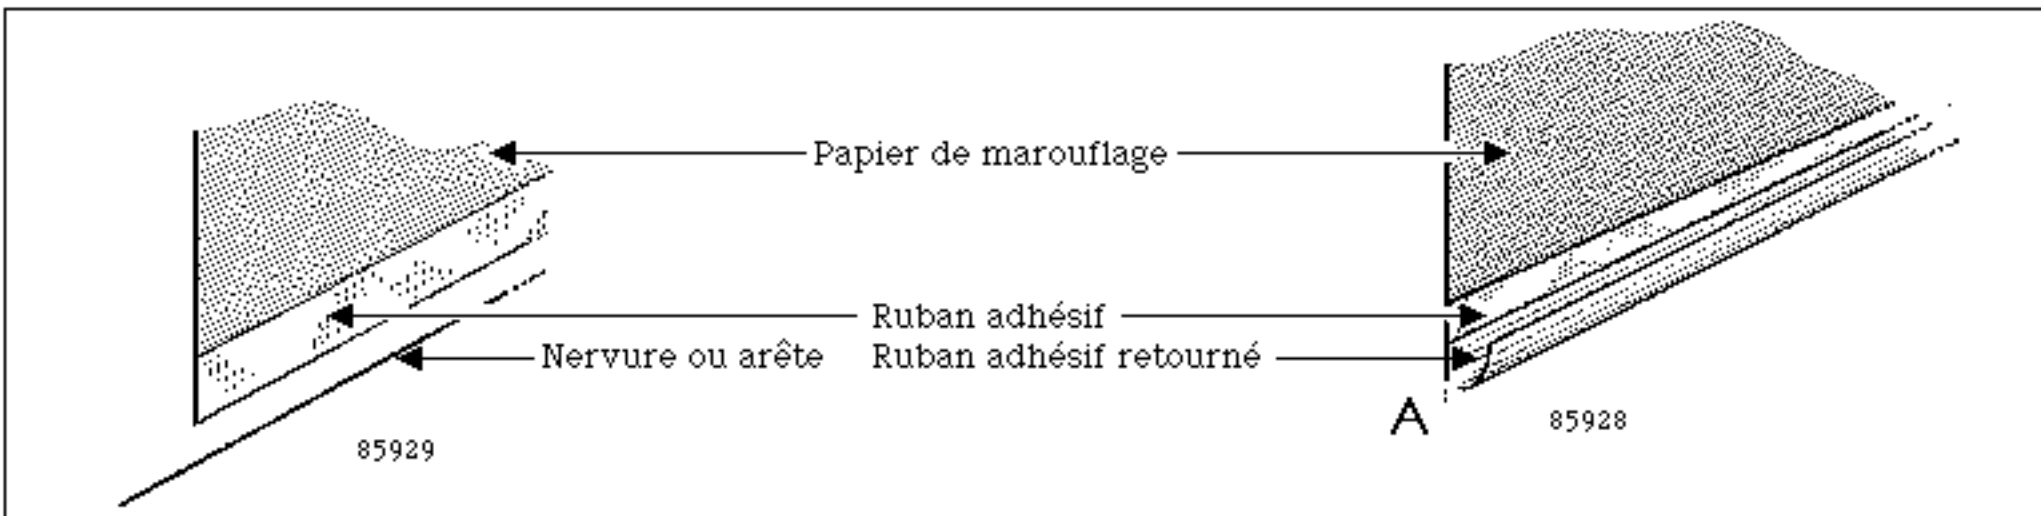 Papier de marouflage
Ruban adhésif
Nervure ou arête
Ruban adhésif retourné
A
85929
85928